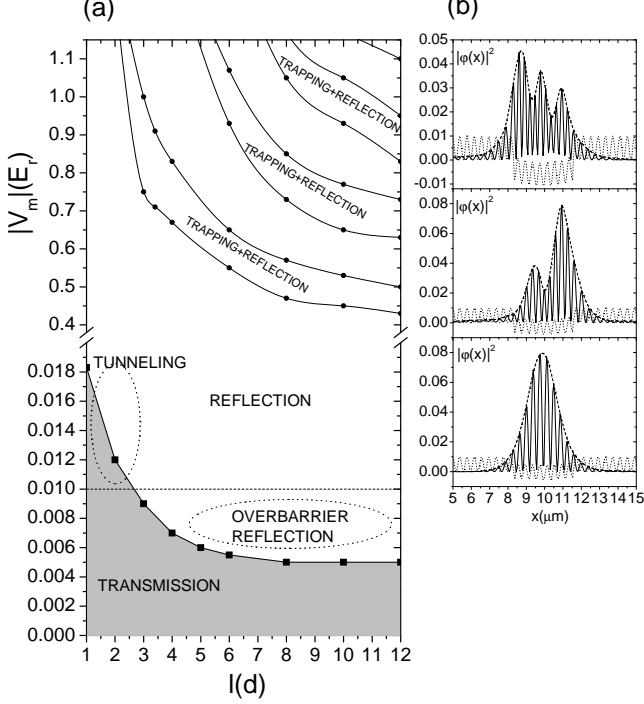 (a)
|V_m|(E_r)
1.1
1.0
0.9
0.8
0.7
0.6
0.5
0.4
0.018
0.016
0.014
0.012
0.010
0.008
0.006
0.004
0.002
0.000
TRAPPING+REFLECTION
TRAPPING+REFLECTION
TRAPPING+REFLECTION
TUNNELING
REFLECTION
OVERBARRIER
REFLECTION
TRANSMISSION
1 2 3 4 5 6 7 8 9 10 11 12
l(d)
(b)
|φ(x)|²
0.05
0.04
0.03
0.02
0.01
0.00
-0.01
|φ(x)|²
0.08
0.06
0.04
0.02
0.00
|φ(x)|²
0.08
0.06
0.04
0.02
0.00
5 6 7 8 9 10 11 12 13 14 15
x(μm)